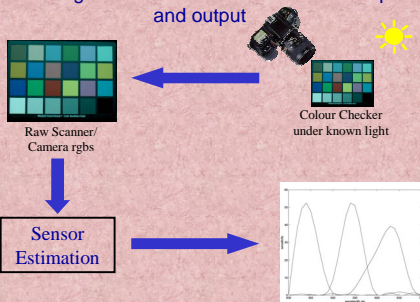 and output
Colour Checker
under known light
Raw Scanner/
Camera rgbs
Sensor
Estimation